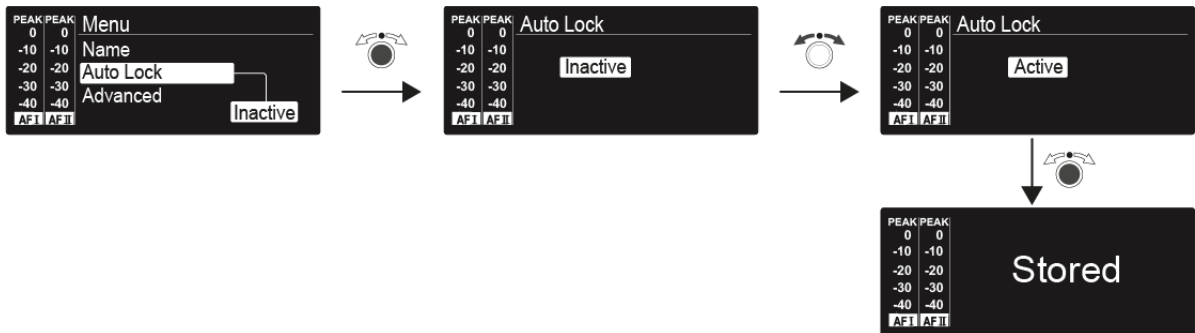 PEAK PEAK Menu
0 0
-10 -10 Name
-20 -20 Auto Lock
-30 -30 Advanced
-40 -40 Inactive
AF I AF II
PEAK PEAK Auto Lock
0 0
-10 -10
-20 -20 Inactive
-30 -30
-40 -40
AF I AF II
PEAK PEAK Auto Lock
0 0
-10 -10
-20 -20 Active
-30 -30
-40 -40
AF I AF II
PEAK PEAK
0 0
-10 -10
-20 -20 Stored
-30 -30
-40 -40
AF I AF II